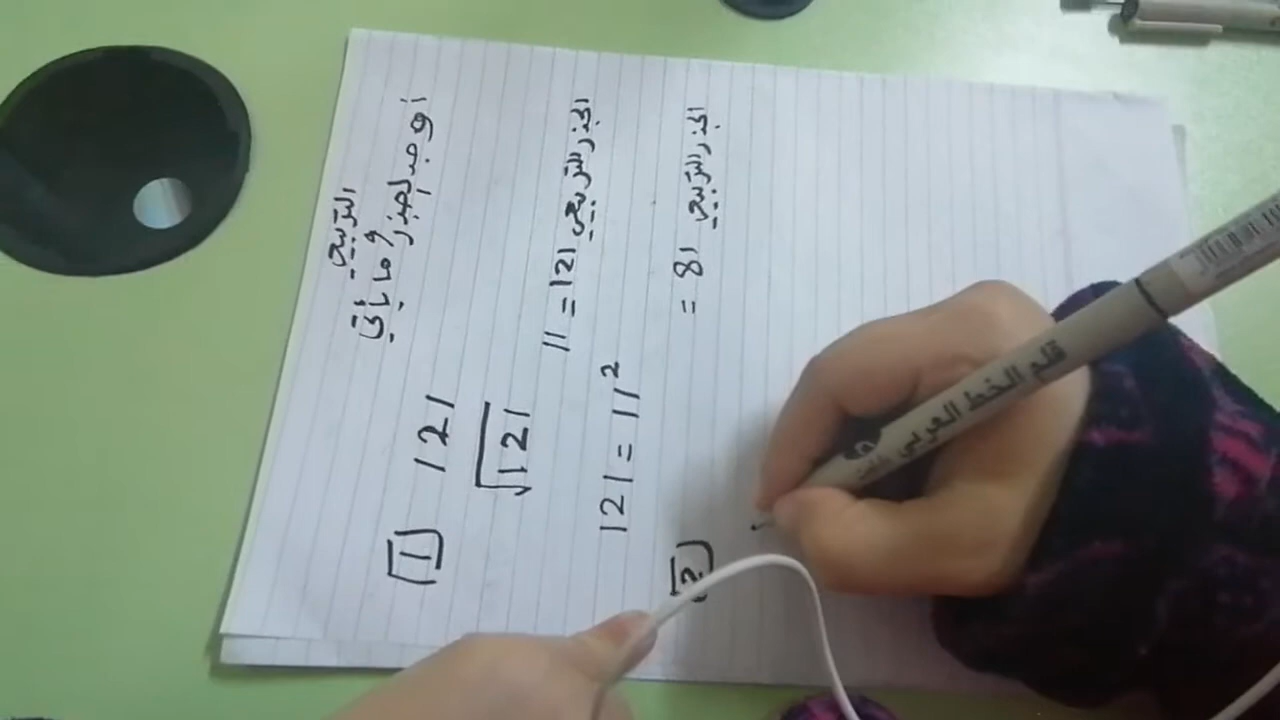 أوجد الجذر التربيعي
وما يأتي
[1] 121
√121
الجذر التربيعي 121 = 11
121 = 11²
الجذر التربيعي 81 =
[2]
قلم الخط العربي